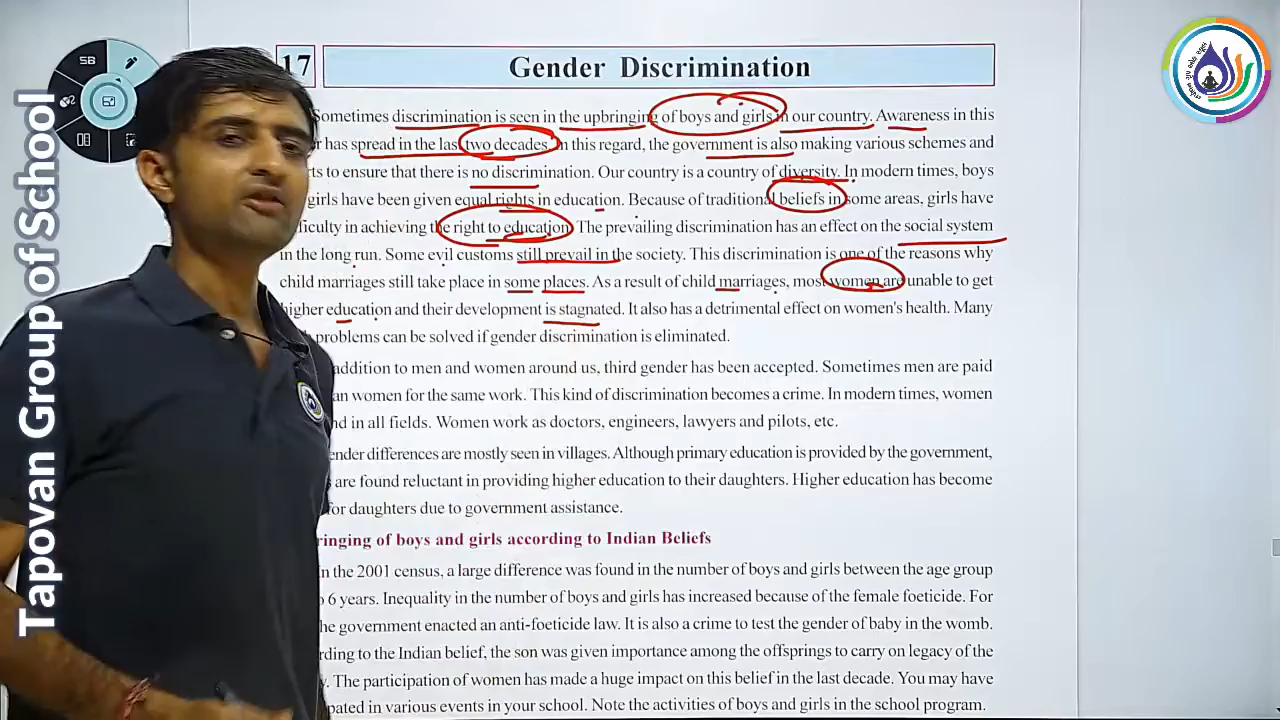 SB
Tapovan Group of School
17
Gender Discrimination
Sometimes discrimination is seen in the upbringing of boys and girls in our country. Awareness in this
has spread in the last two decades. In this regard, the government is also making various schemes and
to ensure that there is no discrimination. Our country is a country of diversity. In modern times, boys
girls have been given equal rights in education. Because of traditional beliefs in some areas, girls have
in achieving the right to education. The prevailing discrimination has an effect on the social system
in the long run. Some evil customs still prevail in the society. This discrimination is one of the reasons why
child marriages still take place in some places. As a result of child marriages, most women are unable to get
higher education and their development is stagnated. It also has a detrimental effect on women's health. Many
problems can be solved if gender discrimination is eliminated.
addition to men and women around us, third gender has been accepted. Sometimes men are paid
women for the same work. This kind of discrimination becomes a crime. In modern times, women
in all fields. Women work as doctors, engineers, lawyers and pilots, etc.
differences are mostly seen in villages. Although primary education is provided by the government,
are found reluctant in providing higher education to their daughters. Higher education has become
for daughters due to government assistance.
of boys and girls according to Indian Beliefs
In the 2001 census, a large difference was found in the number of boys and girls between the age group
6 years. Inequality in the number of boys and girls has increased because of the female foeticide. For
the government enacted an anti-foeticide law. It is also a crime to test the gender of baby in the womb.
to the Indian belief, the son was given importance among the offsprings to carry on legacy of the
The participation of women has made a huge impact on this belief in the last decade. You may have
in various events in your school. Note the activities of boys and girls in the school program.